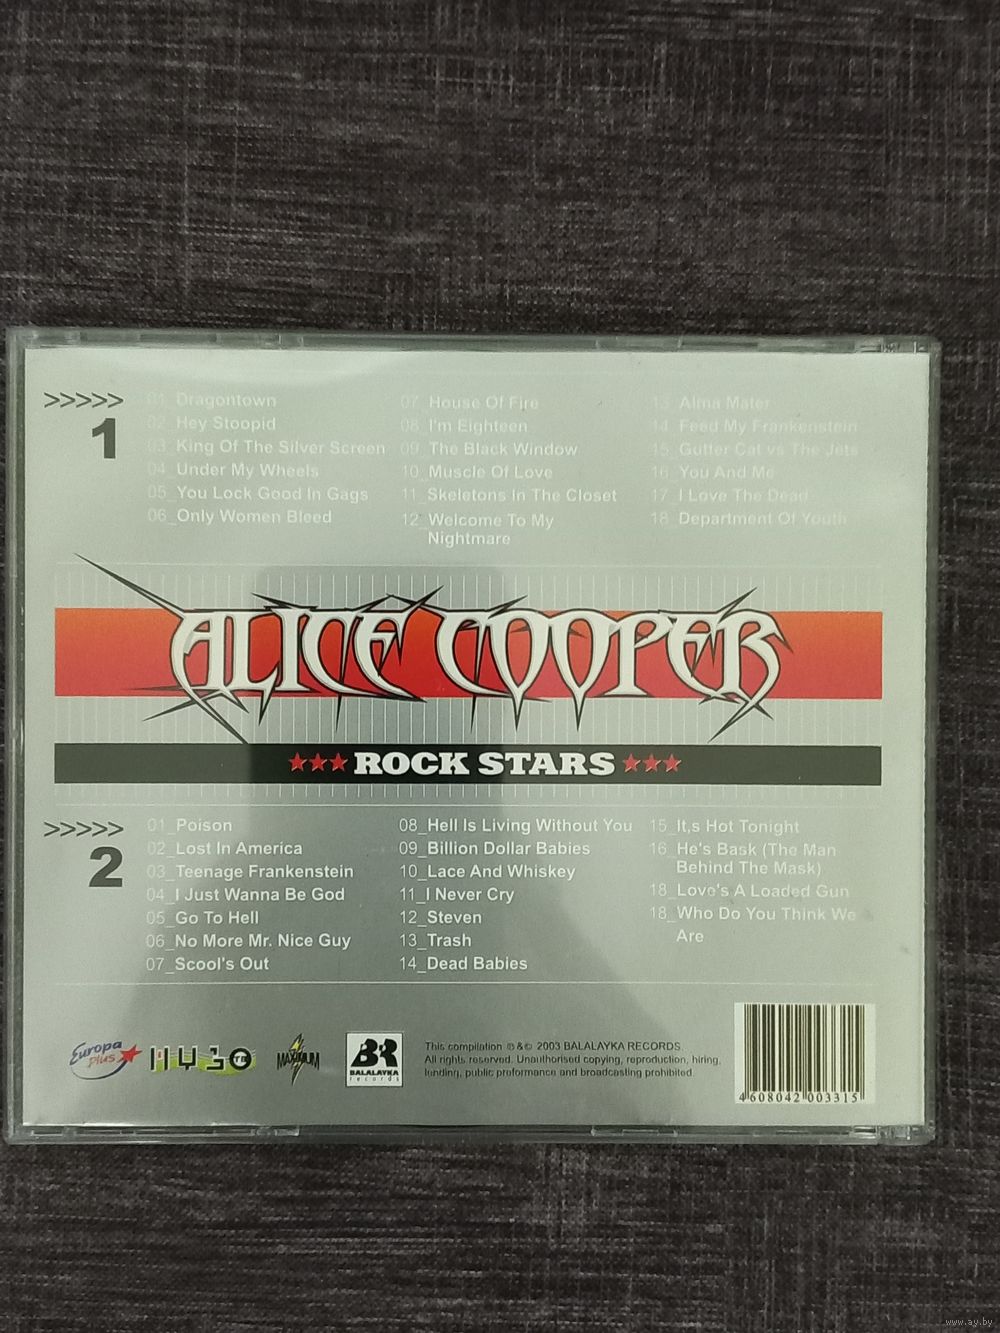 >>>>>
1
01_Dragontown
02_Hey Stoopid
03_King Of The Silver Screen
04_Under My Wheels
05_You Lock Good In Gags
06_Only Women Bleed
07_House Of Fire
08_I'm Eighteen
09_The Black Window
10_Muscle Of Love
11_Skeletons In The Closet
12_Welcome To My
Nightmare
13_Alma Mater
14_Feed My Frankenstein
15_Gutter Cat vs The Jets
16_You And Me
17_I Love The Dead
18_Department Of Youth
ALICE COOPER
★★★ROCK STARS★★★
>>>>>
2
01_Poison
02_Lost In America
03_Teenage Frankenstein
04_I Just Wanna Be God
05_Go To Hell
06_No More Mr. Nice Guy
07_Scool's Out
08_Hell Is Living Without You
09_Billion Dollar Babies
10_Lace And Whiskey
11_I Never Cry
12_Steven
13_Trash
14_Dead Babies
15_It,s Hot Tonight
16_He's Bask (The Man
Behind The Mask)
18_Love's A Loaded Gun
18_Who Do You Think We
Are
Europa
plus
МУЗ ТВ
MAXIMUM
BR
BALALAYKA
records
This compilation ℗ & © 2003 BALALAYKA RECORDS.
All rights reserved. Unauthorised copying, reproduction, hiring,
lending, public preformance and broadcasting prohibited.
4 608042 003315
www.ay.by